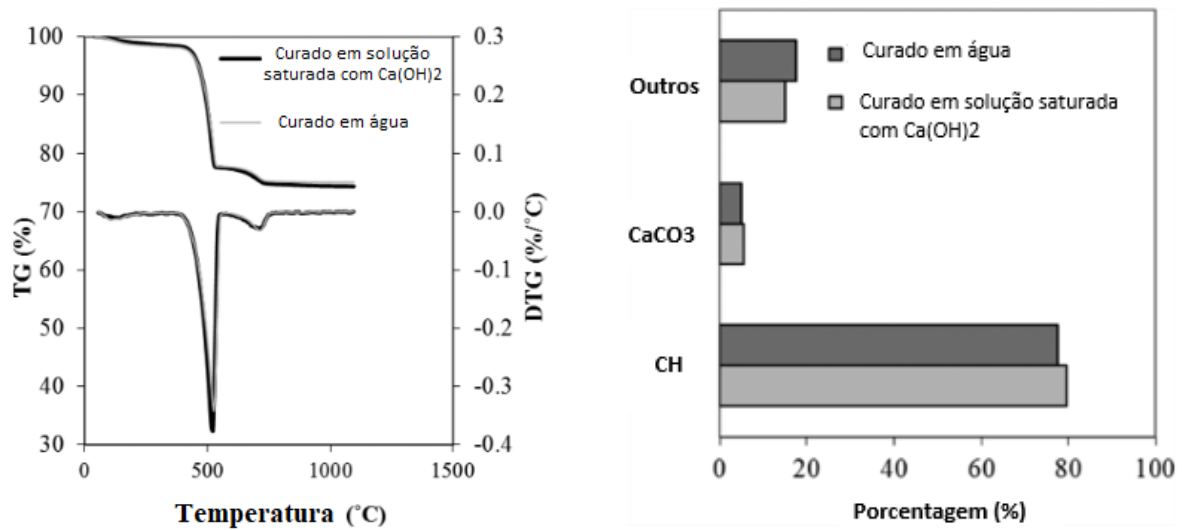 100
90
80
70
60
50
40
30
TG (%)
Curado em solução
saturada com Ca(OH)2
Curado em água
0.3
0.2
0.1
0.0
-0.1
-0.2
-0.3
-0.4
DTG (%/°C)
0
500
1000
1500
Temperatura (°C)
Outros
CaCO3
CH
Curado em água
Curado em solução saturada
com Ca(OH)2
0
20
40
60
80
100
Porcentagem (%)